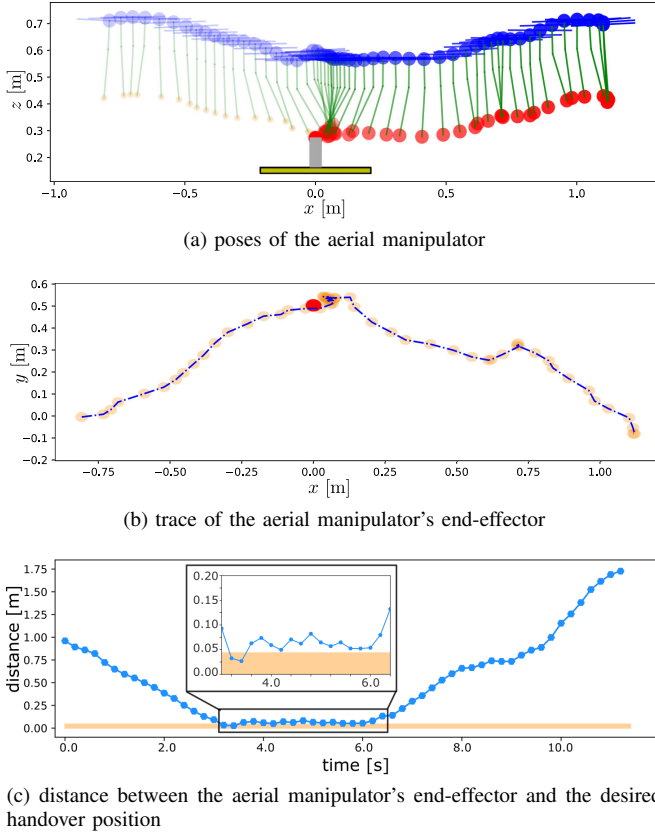 0.7
0.6
0.5
0.4
0.3
0.2
z [m]
−1.0 −0.5 0.0 0.5 1.0
x [m]
(a) poses of the aerial manipulator
0.6
0.5
0.4
0.3
0.2
0.1
0.0
−0.1
−0.2
y [m]
−0.75 −0.50 −0.25 0.00 0.25 0.50 0.75 1.00
x [m]
(b) trace of the aerial manipulator's end-effector
1.75
1.50
1.25
1.00
0.75
0.50
0.25
0.00
distance [m]
0.20
0.15
0.10
0.05
0.00
4.0 6.0
0.0 2.0 4.0 6.0 8.0 10.0
time [s]
(c) distance between the aerial manipulator's end-effector and the desired
handover position